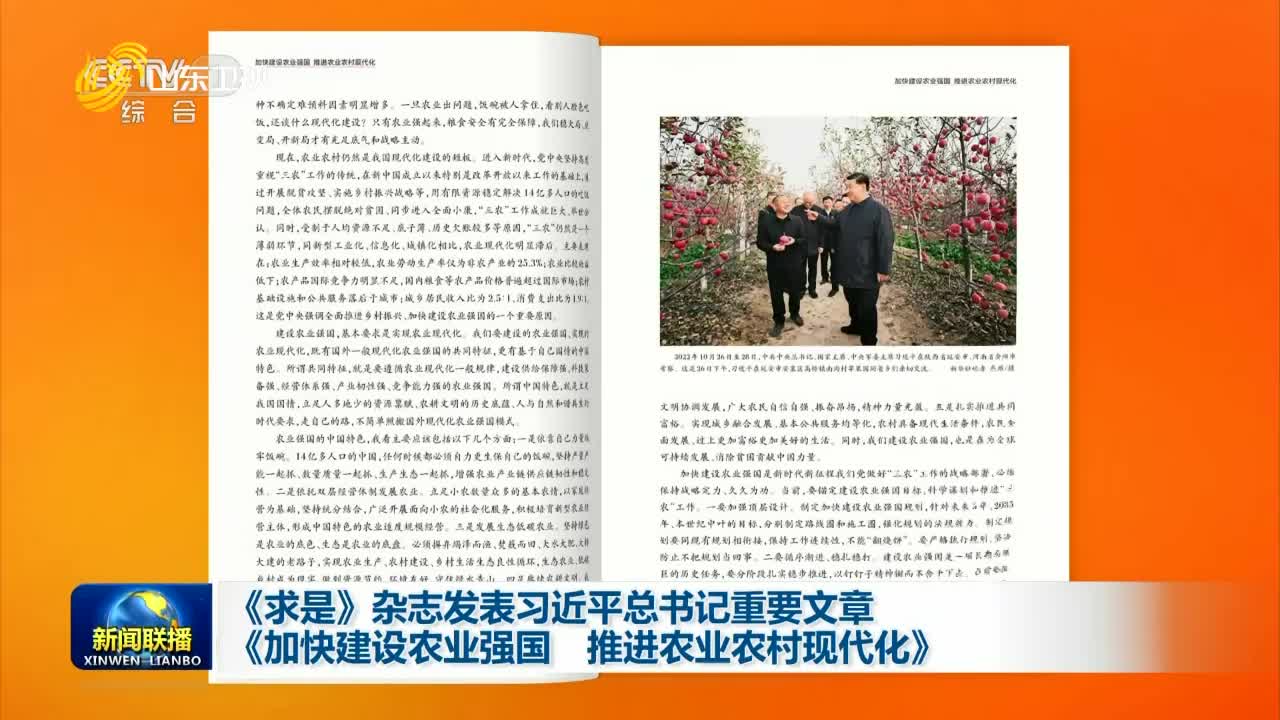 CCTV
山东卫视
综合
加快建设农业强国 推进农业农村现代化
种不确定难预料因素明显增多。一旦农业出问题，饭碗被人拿住，看别人脸色吃
饭，还谈什么现代化建设？只有农业强起来，粮食安全有完全保障，我们稳大局、应
变局、开新局才有充足底气和战略主动。
现在，农业农村仍然是我国现代化建设的短板。进入新时代，党中央坚持高度
重视“三农”工作的传统，在新中国成立以来特别是改革开放以来工作的基础上，通
过开展脱贫攻坚、实施乡村振兴战略等，用有限资源稳定解决14亿多人口的吃饭
问题，全体农民摆脱绝对贫困、同步进入全面小康，“三农”工作成就巨大、举世公
认。同时，受制于人均资源不足、底子薄、历史欠账较多等原因，“三农”仍然是一个
薄弱环节，同新型工业化、信息化、城镇化相比，农业现代化明显滞后。主要表现
在：农业生产效率相对较低，农业劳动生产率仅为非农产业的25.3%；农业比较效益
低下；农产品国际竞争力明显不足，国内粮食等农产品价格普遍超过国际市场；农村
基础设施和公共服务落后于城市；城乡居民收入比为2.5∶1、消费支出比为1.9∶1。
这是党中央强调全面推进乡村振兴、加快建设农业强国的一个重要原因。
建设农业强国，基本要求是实现农业现代化。我们要建设的农业强国、实现的
农业现代化，既有国外一般现代化农业强国的共同特征，更有基于自己国情的中国
特色。所谓共同特征，就是要遵循农业现代化一般规律，建设供给保障强、科技装
备强、经营体系强、产业韧性强、竞争能力强的农业强国。所谓中国特色，就是立足
我国国情，立足人多地少的资源禀赋、农耕文明的历史底蕴、人与自然和谐共生的
时代要求，走自己的路，不简单照搬国外现代化农业强国模式。
农业强国的中国特色，我看主要应该包括以下几个方面：一是依靠自己力量端
牢饭碗。14亿多人口的中国，任何时候都必须自力更生保自己的饭碗，坚持产量产
能一起抓、数量质量一起抓、生产生态一起抓，增强农业产业链供应链韧性和稳定
性。二是依托双层经营体制发展农业。立足小农数量众多的基本农情，以家庭经
营为基础，坚持统分结合，广泛开展面向小农的社会化服务，积极培育新型农业经
营主体，形成中国特色的农业适度规模经营。三是发展生态低碳农业。坚持绿色
是农业的底色、生态是农业的底盘。必须摒弃竭泽而渔、焚薮而田、大水大肥、大拆
大建的老路子，实现农业生产、农村建设、乡村生活生态良性循环，生态农业、低碳
乡村成为现实，做到资源节约、环境友好，守住绿水青山。四是赓续农耕文明。
加快建设农业强国 推进农业农村现代化
2022年10月26日至28日，中共中央总书记、国家主席、中央军委主席习近平在陕西省延安市、河南省安阳市
考察。这是26日下午，习近平在延安市安塞区高桥镇南沟村苹果园同老乡们亲切交流。 新华社记者 燕雁/摄
文明协调发展，广大农民自信自强、振奋昂扬，精神力量充盈。五是扎实推进共同
富裕。实现城乡融合发展、基本公共服务均等化，农村具备现代生活条件，农民全
面发展、过上更加富裕更加美好的生活。同时，我们建设农业强国，也是在为全球
可持续发展、消除贫困贡献中国力量。
加快建设农业强国是新时代新征程我们党做好“三农”工作的战略部署，必须
保持战略定力、久久为功。当前，要锚定建设农业强国目标，科学谋划和推进“三
农”工作。一要加强顶层设计。制定加快建设农业强国规划，针对未来5年、2035
年、本世纪中叶的目标，分别制定路线图和施工图，强化规划的法规效力。制定规
划要同现有规划相衔接，保持工作连续性，不能“翻烧饼”。要严格执行规划，坚决
防止不把规划当回事。二要循序渐进、稳扎稳打。建设农业强国是一项长期而艰
巨的历史任务，要分阶段扎实稳步推进，以钉钉子精神锲而不舍干下去。
新闻联播
XINWEN LIANBO
《求是》杂志发表习近平总书记重要文章
《加快建设农业强国 推进农业农村现代化》